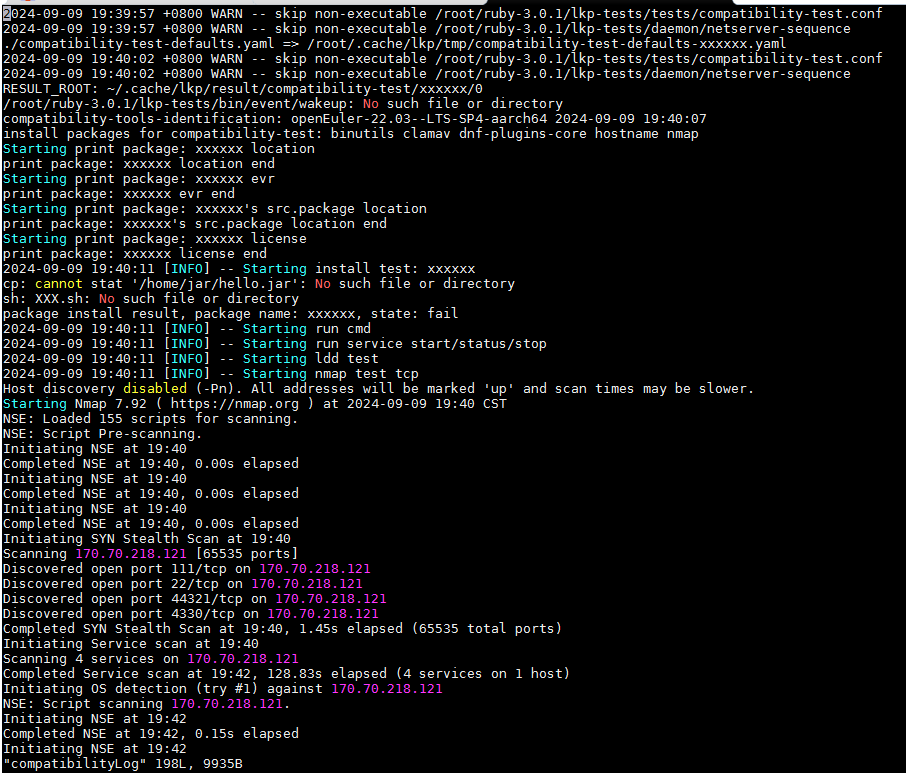 2024-09-09 19:39:57 +0800 WARN -- skip non-executable /root/ruby-3.0.1/lkp-tests/tests/compatibility-test.conf
2024-09-09 19:39:57 +0800 WARN -- skip non-executable /root/ruby-3.0.1/lkp-tests/daemon/netserver-sequence
./compatibility-test-defaults.yaml => /root/.cache/lkp/tmp/compatibility-test-defaults-xxxxxx.yaml
2024-09-09 19:40:02 +0800 WARN -- skip non-executable /root/ruby-3.0.1/lkp-tests/tests/compatibility-test.conf
2024-09-09 19:40:02 +0800 WARN -- skip non-executable /root/ruby-3.0.1/lkp-tests/daemon/netserver-sequence
RESULT_ROOT: ~/.cache/lkp/result/compatibility-test/xxxxxx/0
/root/ruby-3.0.1/lkp-tests/bin/event/wakeup: No such file or directory
compatibility-tools-identification: openEuler-22.03--LTS-SP4-aarch64 2024-09-09 19:40:07
install packages for compatibility-test: binutils clamav dnf-plugins-core hostname nmap
Starting print package: xxxxxx location
print package: xxxxxx location end
Starting print package: xxxxxx evr
print package: xxxxxx evr end
Starting print package: xxxxxx's src.package location
print package: xxxxxx's src.package location end
Starting print package: xxxxxx license
print package: xxxxxx license end
2024-09-09 19:40:11 [INFO] -- Starting install test: xxxxxx
cp: cannot stat '/home/jar/hello.jar': No such file or directory
sh: XXX.sh: No such file or directory
package install result, package name: xxxxxx, state: fail
2024-09-09 19:40:11 [INFO] -- Starting run cmd
2024-09-09 19:40:11 [INFO] -- Starting run service start/status/stop
2024-09-09 19:40:11 [INFO] -- Starting ldd test
2024-09-09 19:40:11 [INFO] -- Starting nmap test tcp
Host discovery disabled (-Pn). All addresses will be marked 'up' and scan times may be slower.
Starting Nmap 7.92 ( https://nmap.org ) at 2024-09-09 19:40 CST
NSE: Loaded 155 scripts for scanning.
NSE: Script Pre-scanning.
Initiating NSE at 19:40
Completed NSE at 19:40, 0.00s elapsed
Initiating NSE at 19:40
Completed NSE at 19:40, 0.00s elapsed
Initiating NSE at 19:40
Completed NSE at 19:40, 0.00s elapsed
Initiating SYN Stealth Scan at 19:40
Scanning 170.70.218.121 [65535 ports]
Discovered open port 111/tcp on 170.70.218.121
Discovered open port 22/tcp on 170.70.218.121
Discovered open port 44321/tcp on 170.70.218.121
Discovered open port 4330/tcp on 170.70.218.121
Completed SYN Stealth Scan at 19:40, 1.45s elapsed (65535 total ports)
Initiating Service scan at 19:40
Scanning 4 services on 170.70.218.121
Completed Service scan at 19:42, 128.83s elapsed (4 services on 1 host)
Initiating OS detection (try #1) against 170.70.218.121
NSE: Script scanning 170.70.218.121.
Initiating NSE at 19:42
Completed NSE at 19:42, 0.15s elapsed
Initiating NSE at 19:42
"compatibilityLog" 198L, 9935B